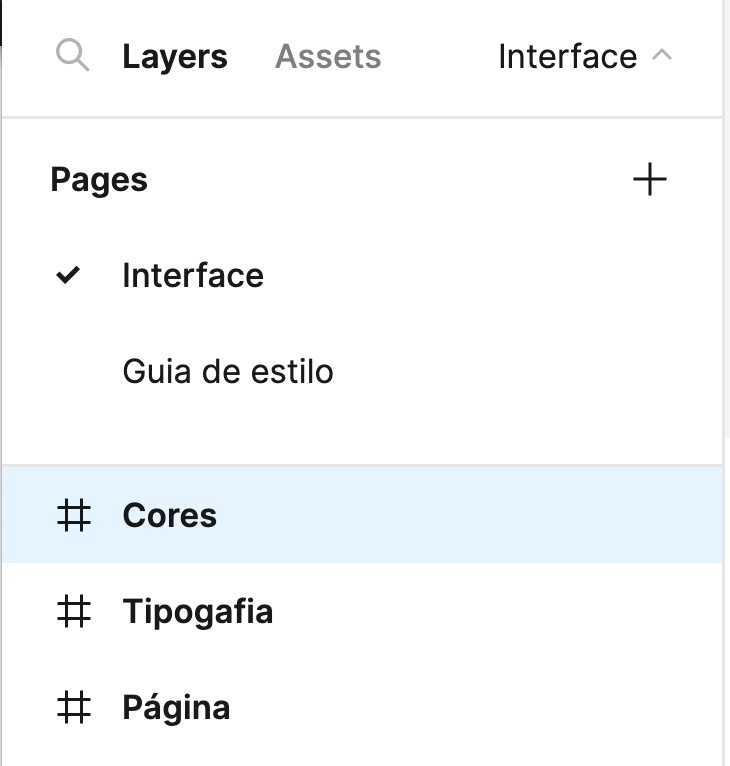 Layers Assets Interface
Pages
Interface
Guia de estilo
Cores
Tipogafia
Página